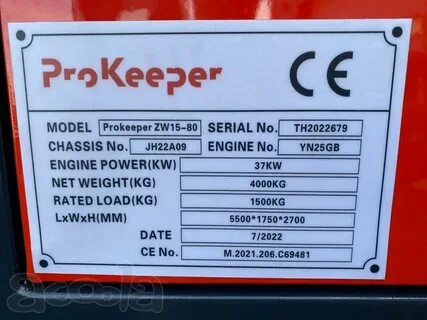 ProKeeper CE
MODEL Prokeeper ZW15-80 SERIAL No. TH2022679
CHASSIS No. JH22A09 ENGINE No. YN25GB
ENGINE POWER(KW) 37KW
NET WEIGHT(KG) 4000KG
RATED LOAD(KG) 1500KG
LxWxH(MM) 5500*1750*2700
DATE 7/2022
CE No. M.2021.206.C69481
acoola